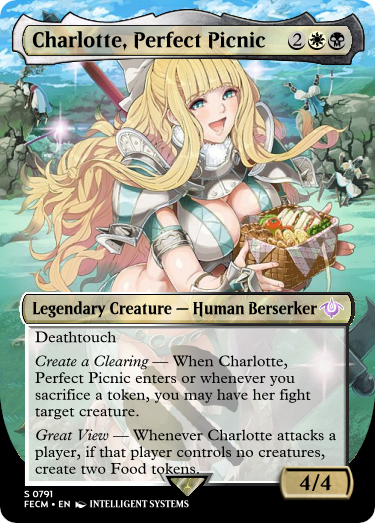 Charlotte, Perfect Picnic 2
Legendary Creature — Human Berserker
Deathtouch
Create a Clearing — When Charlotte,
Perfect Picnic enters or whenever you
sacrifice a token, you may have her fight
target creature.
Great View — Whenever Charlotte attacks a
player, if that player controls no creatures,
create two Food tokens.
4/4
S 0791
FECM • EN INTELLIGENT SYSTEMS